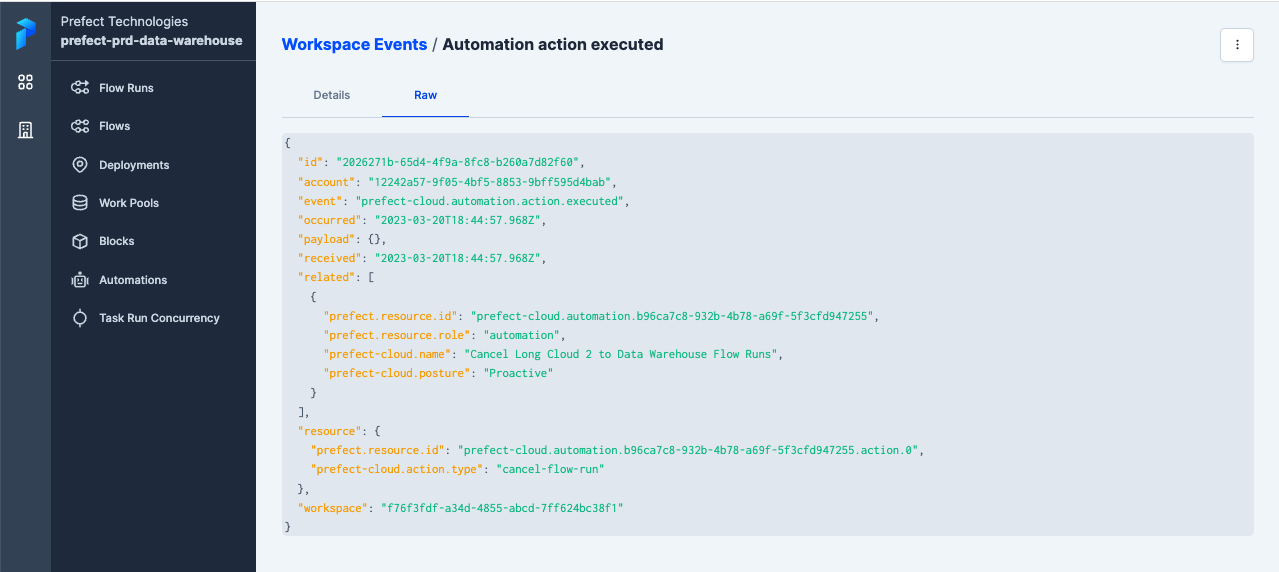 Prefect Technologies
prefect-prd-data-warehouse
Flow Runs
Flows
Deployments
Work Pools
Blocks
Automations
Task Run Concurrency
Workspace Events / Automation action executed
Details
Raw
{
  "id": "2026271b-65d4-4f9a-8fc8-b260a7d82f60",
  "account": "12242a57-9f05-4bf5-8853-9bff595d4bab",
  "event": "prefect-cloud.automation.action.executed",
  "occurred": "2023-03-20T18:44:57.968Z",
  "payload": {},
  "received": "2023-03-20T18:44:57.968Z",
  "related": [
    {
      "prefect.resource.id": "prefect-cloud.automation.b96ca7c8-932b-4b78-a69f-5f3cfd947255",
      "prefect.resource.role": "automation",
      "prefect-cloud.name": "Cancel Long Cloud 2 to Data Warehouse Flow Runs",
      "prefect-cloud.posture": "Proactive"
    }
  ],
  "resource": {
    "prefect.resource.id": "prefect-cloud.automation.b96ca7c8-932b-4b78-a69f-5f3cfd947255.action.0",
    "prefect-cloud.action.type": "cancel-flow-run"
  },
  "workspace": "f76f3fdf-a34d-4855-abcd-7ff624bc38f1"
}